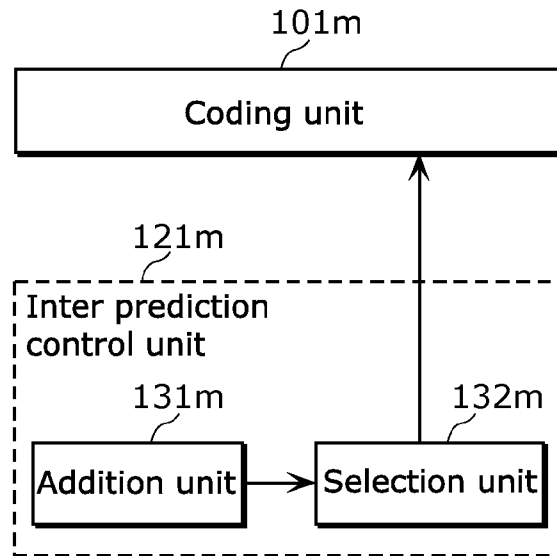 101m
Coding unit
121m
Inter prediction
control unit
131m
132m
Addition unit
Selection unit